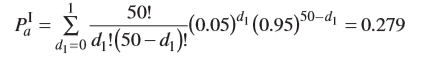 P_a^I = \sum_{d_1=0}^{1} \frac{50!}{d_1!(50-d_1)!}(0.05)^{d_1}(0.95)^{50-d_1} = 0.279